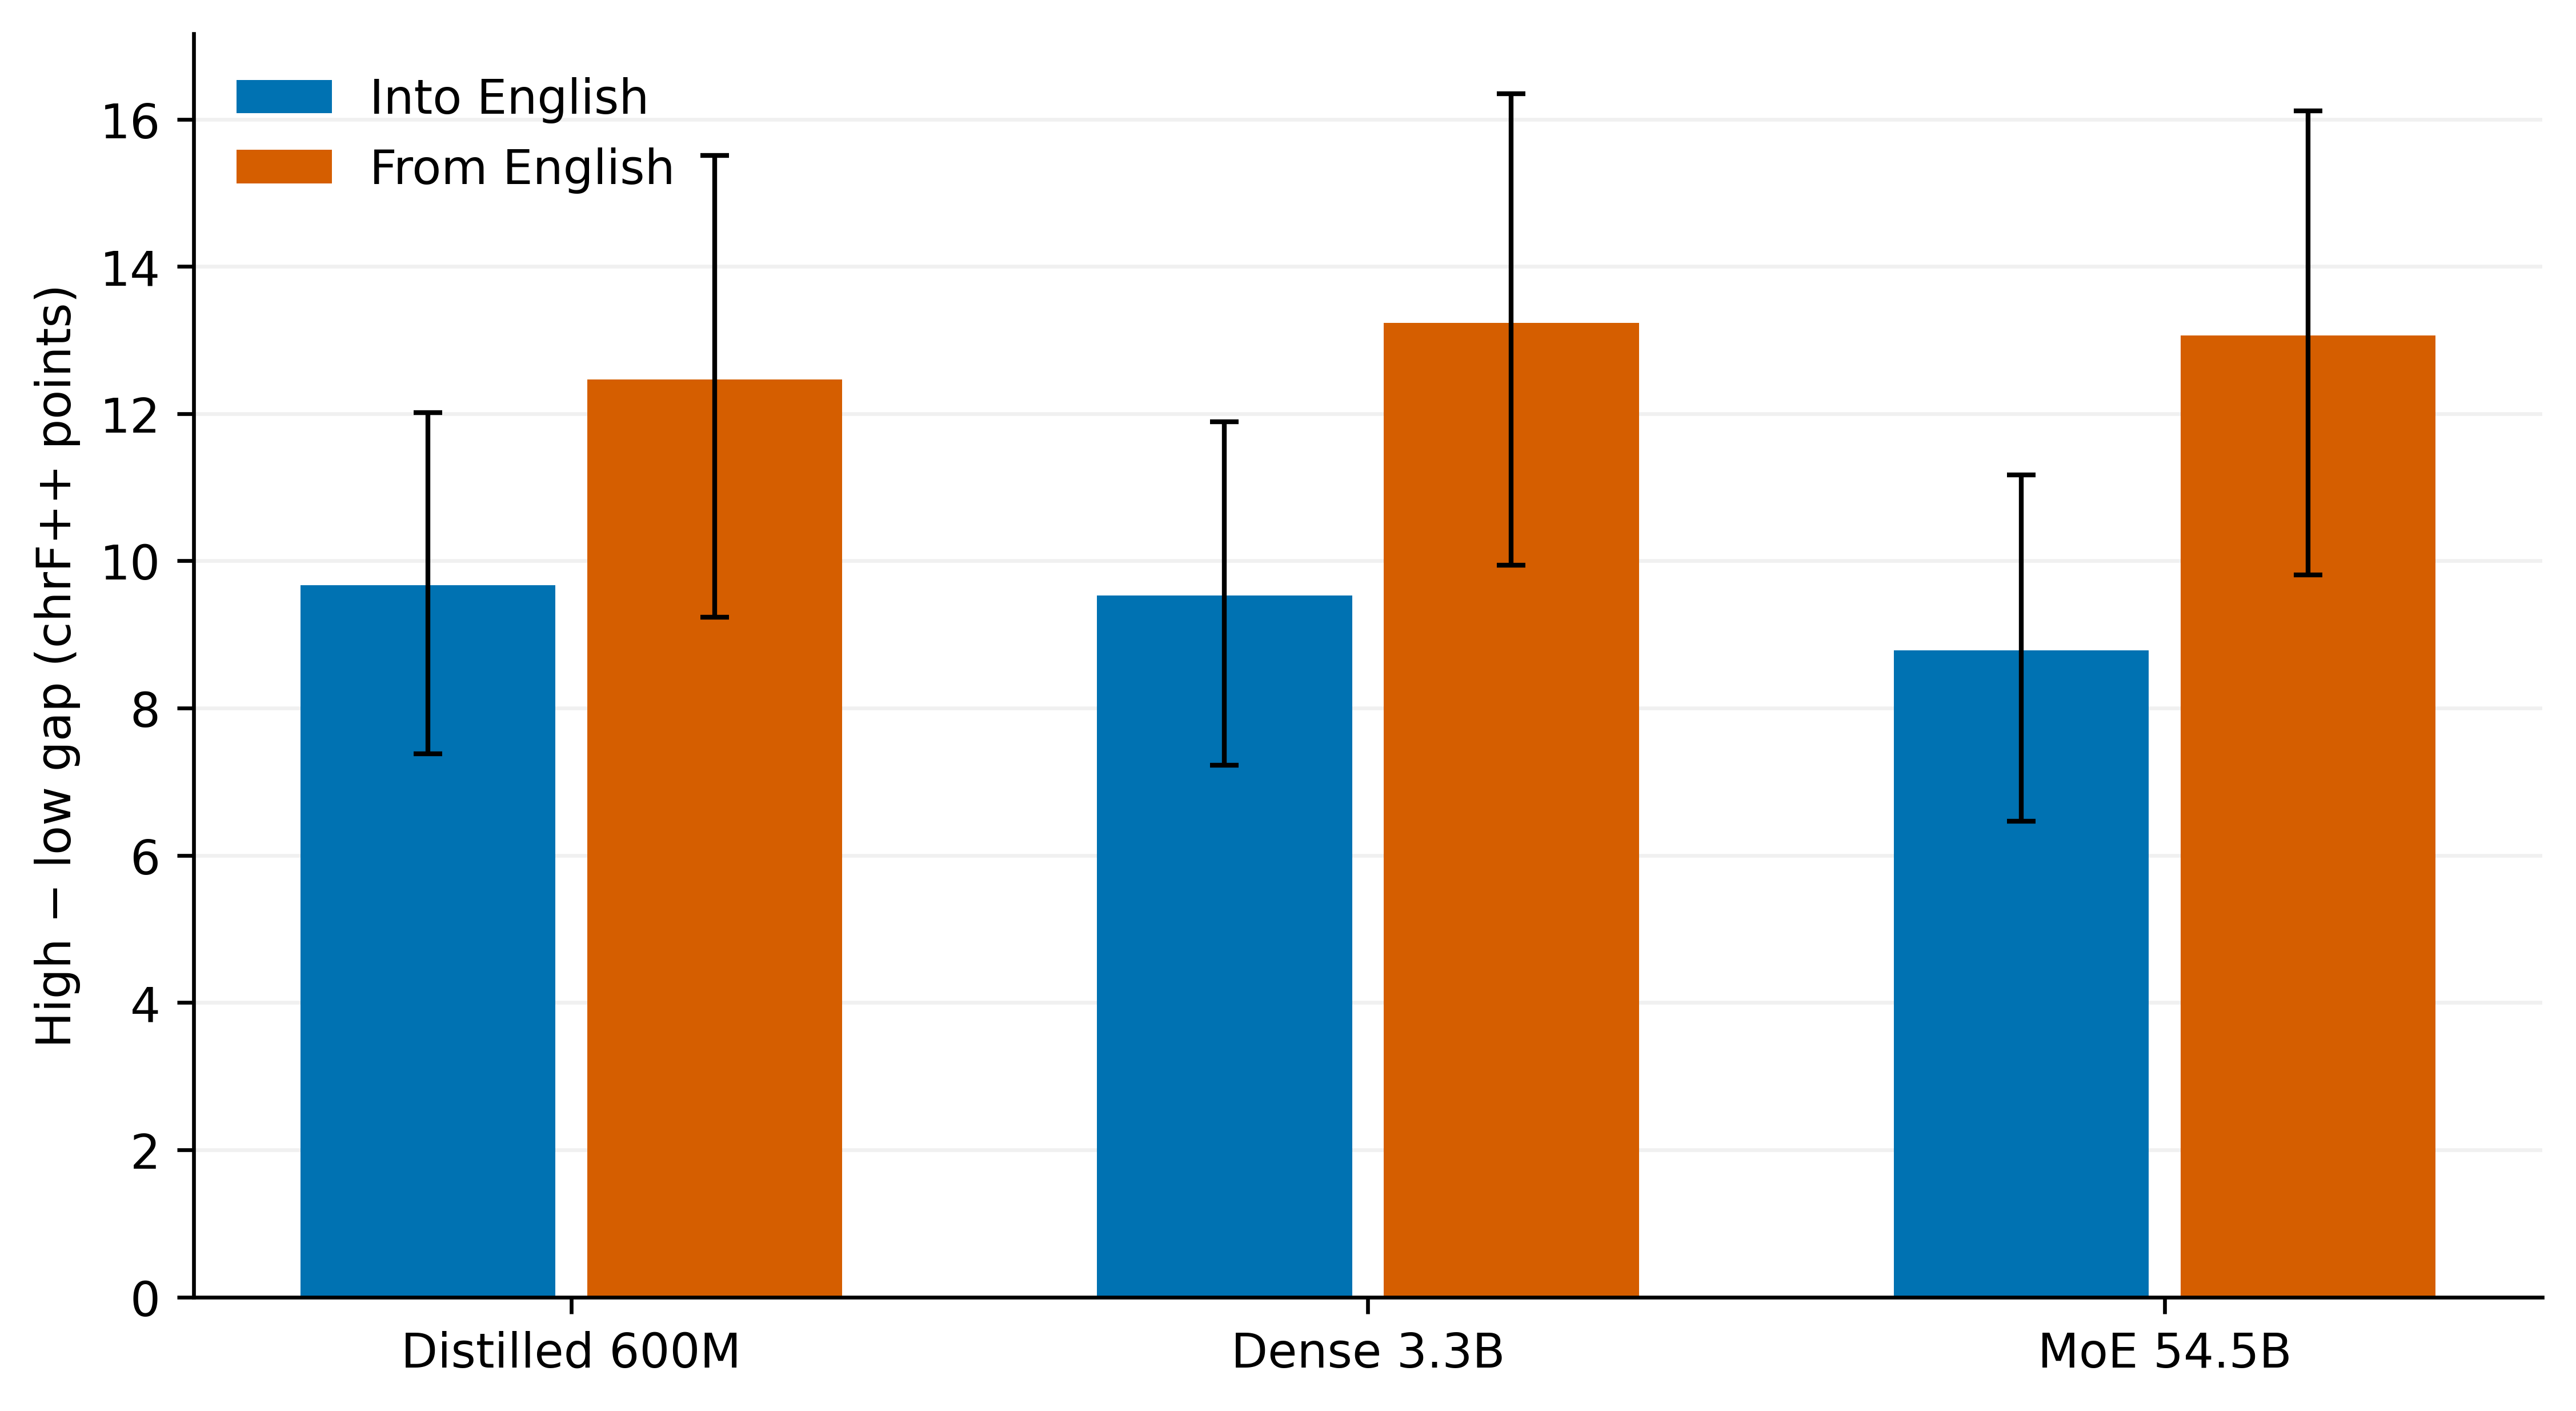 Into English
From English
High − low gap (chrF++ points)
16
14
12
10
8
6
4
2
0
Distilled 600M
Dense 3.3B
MoE 54.5B